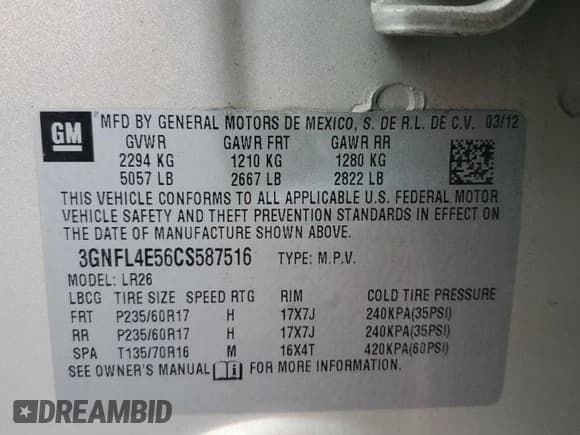 GM
MFD BY GENERAL MOTORS DE MEXICO, S. DE R.L. DE C.V. 03/12
GVWR GAWR FRT GAWR RR
2294 KG 1210 KG 1280 KG
5057 LB 2667 LB 2822 LB
THIS VEHICLE CONFORMS TO ALL APPLICABLE U.S. FEDERAL MOTOR
VEHICLE SAFETY AND THEFT PREVENTION STANDARDS IN EFFECT ON
THE DATE OF MANUFACTURE SHOWN ABOVE.
3GNFL4E56CS587516 TYPE: M.P.V.
MODEL: LR26
LBCG TIRE SIZE SPEED RTG RIM COLD TIRE PRESSURE
FRT P235/60R17 H 17X7J 240KPA(35PSI)
RR P235/60R17 H 17X7J 240KPA(35PSI)
SPA T135/70R16 M 16X4T 420KPA(60PSI)
SEE OWNER'S MANUAL FOR MORE INFORMATION.
DREAMBID